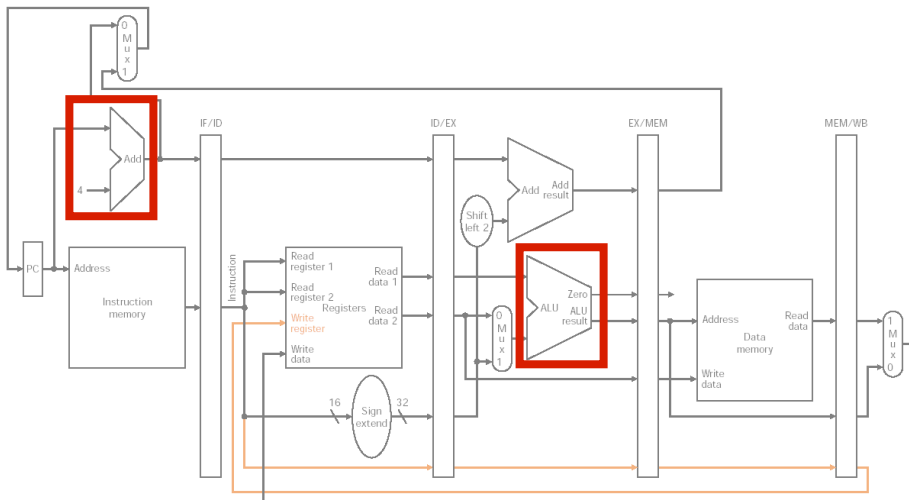 0
M
u
x
1
IF/ID
ID/EX
EX/MEM
MEM/WB
Add
4
Add
Add
result
Shift
left 2
PC
Address
Instruction
memory
Instruction
Read
register 1
Read
register 2
Write
register
Write
data
Registers
Read
data 1
Read
data 2
0
M
u
x
1
Zero
ALU
ALU
result
Address
Read
data
Data
memory
Write
data
1
M
u
x
0
16
Sign
extend
32